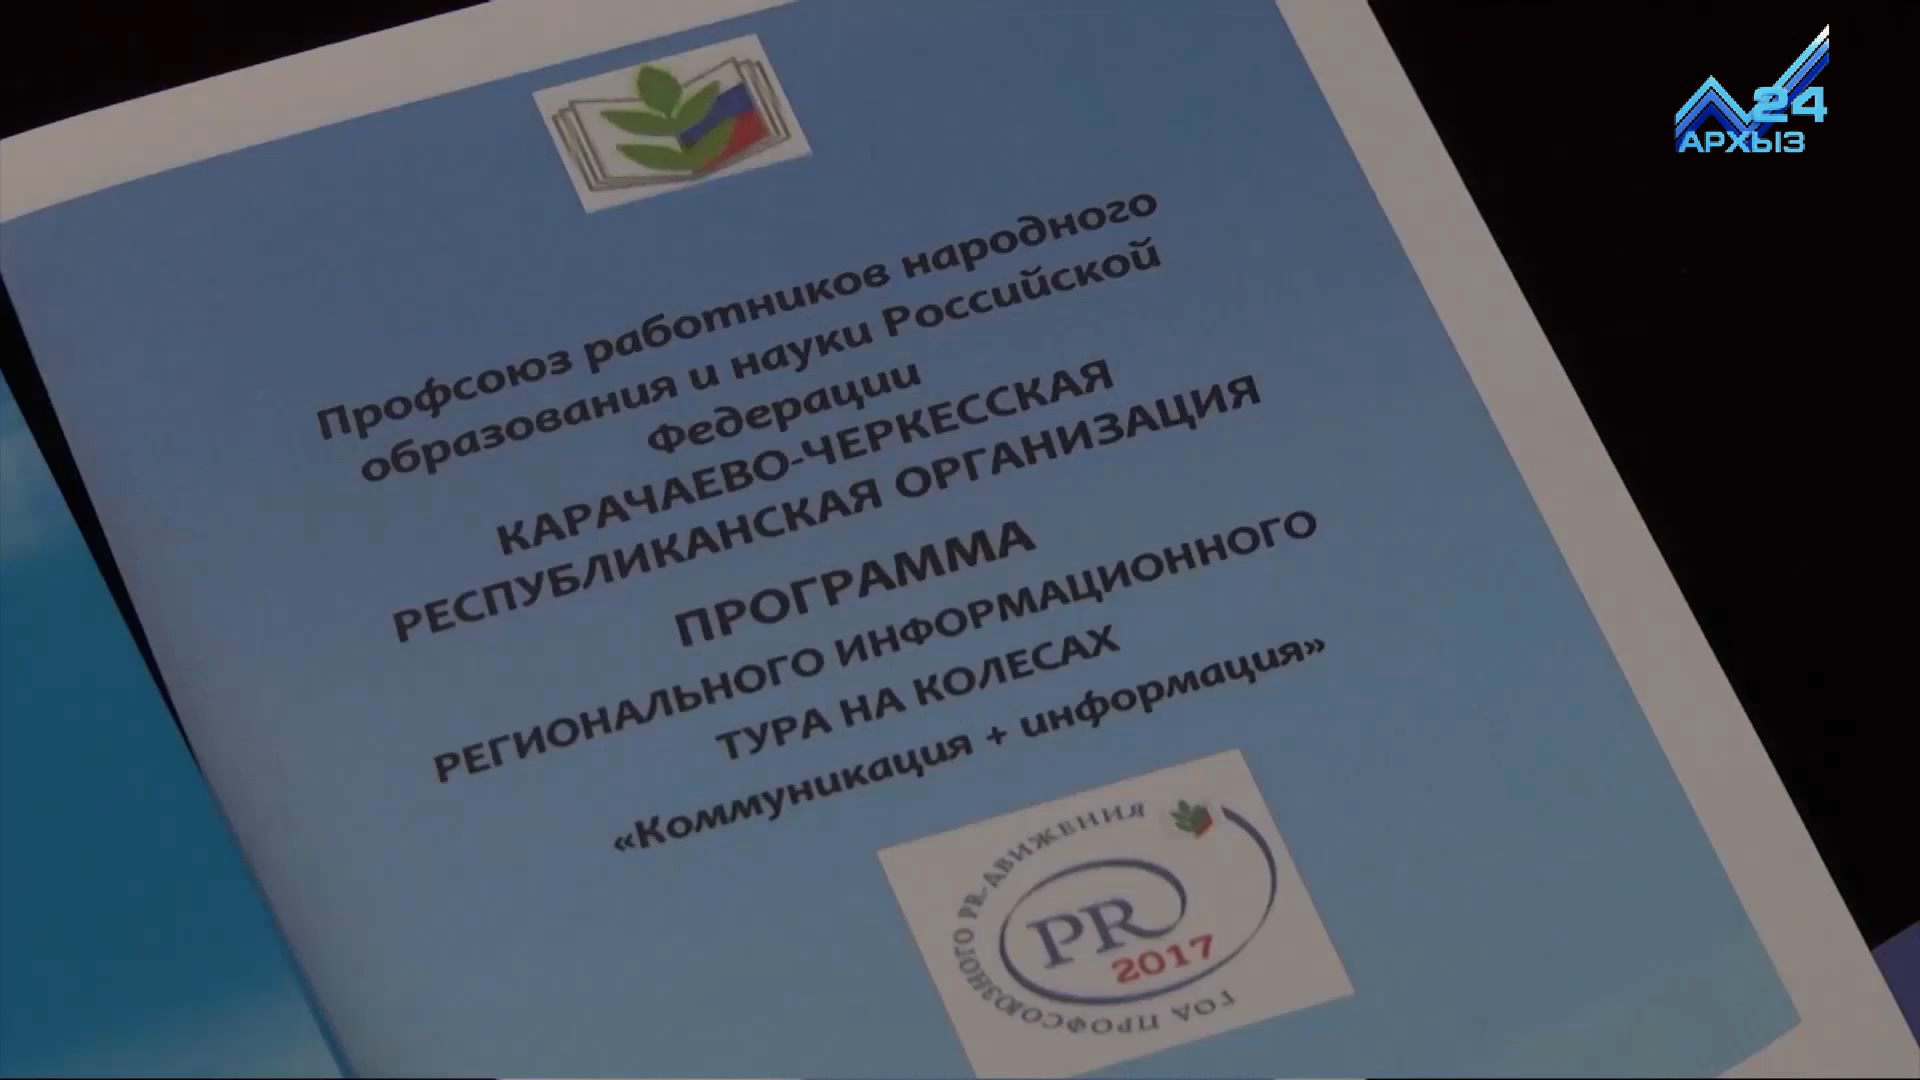 24
АРХЫЗ
Профсоюз работников народного
образования и науки Российской
Федерации
КАРАЧАЕВО-ЧЕРКЕССКАЯ
РЕСПУБЛИКАНСКАЯ ОРГАНИЗАЦИЯ
ПРОГРАММА
РЕГИОНАЛЬНОГО ИНФОРМАЦИОННОГО
ТУРА НА КОЛЕСАХ
«Коммуникация + информация»
ГОД ПРОФСОЮЗНОГО PR-ДВИЖЕНИЯ
PR
2017